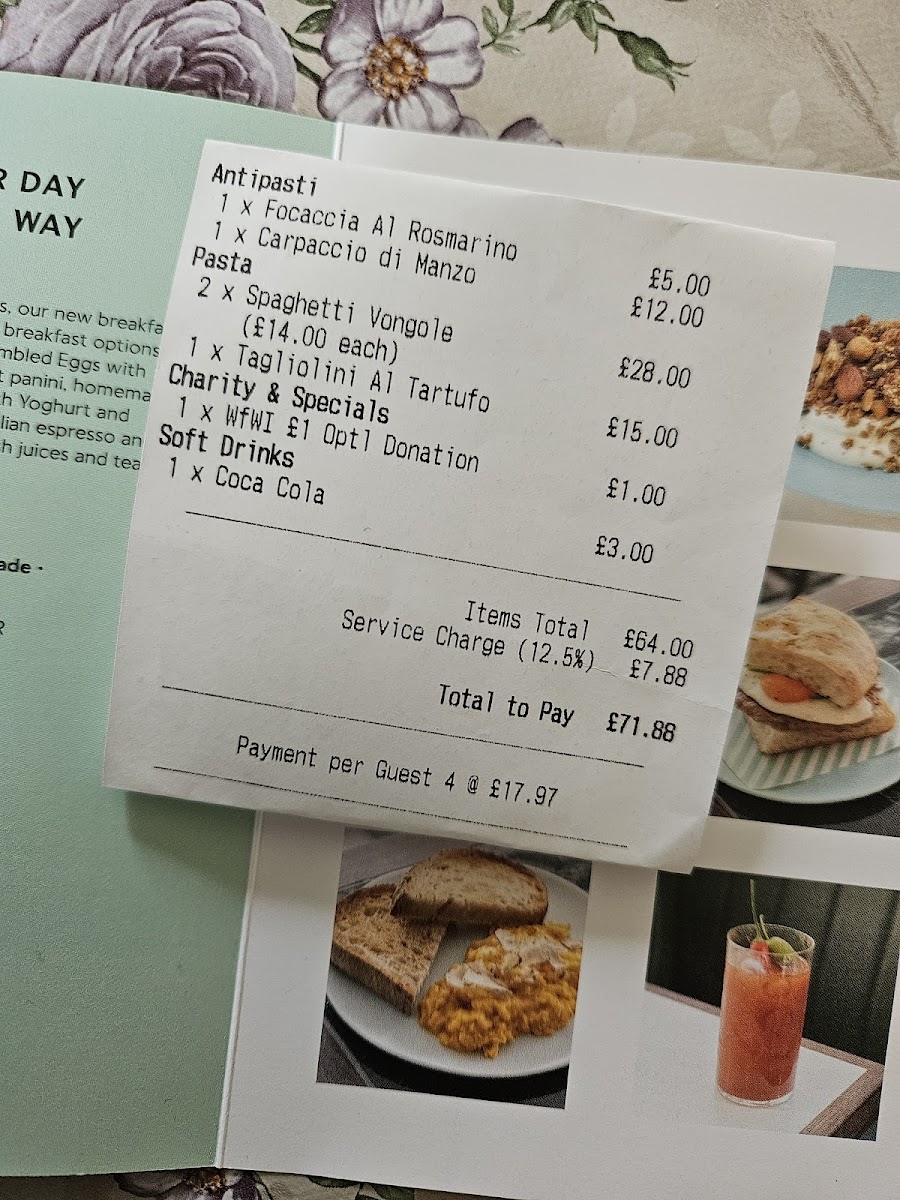 R DAY
WAY
s, our new breakfa
breakfast options
mbled Eggs with
t panini, homema
h Yoghurt and
lian espresso an
h juices and tea
ade •
R
Antipasti
1 x Focaccia Al Rosmarino £5.00
1 x Carpaccio di Manzo £12.00
Pasta
2 x Spaghetti Vongole £28.00
(£14.00 each)
1 x Tagliolini Al Tartufo £15.00
Charity & Specials
1 x WfWI £1 Optl Donation £1.00
Soft Drinks
1 x Coca Cola £3.00
Items Total £64.00
Service Charge (12.5%) £7.88
Total to Pay £71.88
Payment per Guest 4 @ £17.97